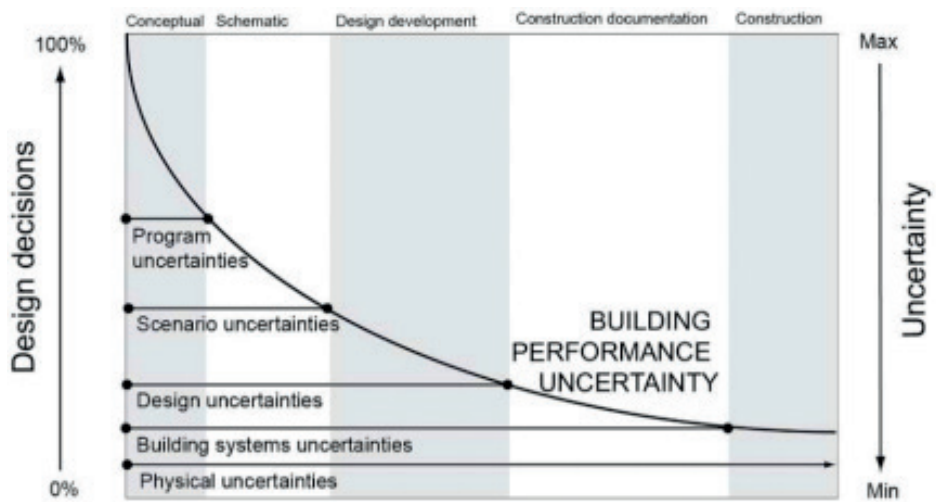 Conceptual Schematic Design development Construction documentation Construction
100%
Max
Design decisions
Uncertainty
Program
uncertainties
Scenario uncertainties
BUILDING
PERFORMANCE
UNCERTAINTY
Design uncertainties
Building systems uncertainties
Physical uncertainties
0%
Min